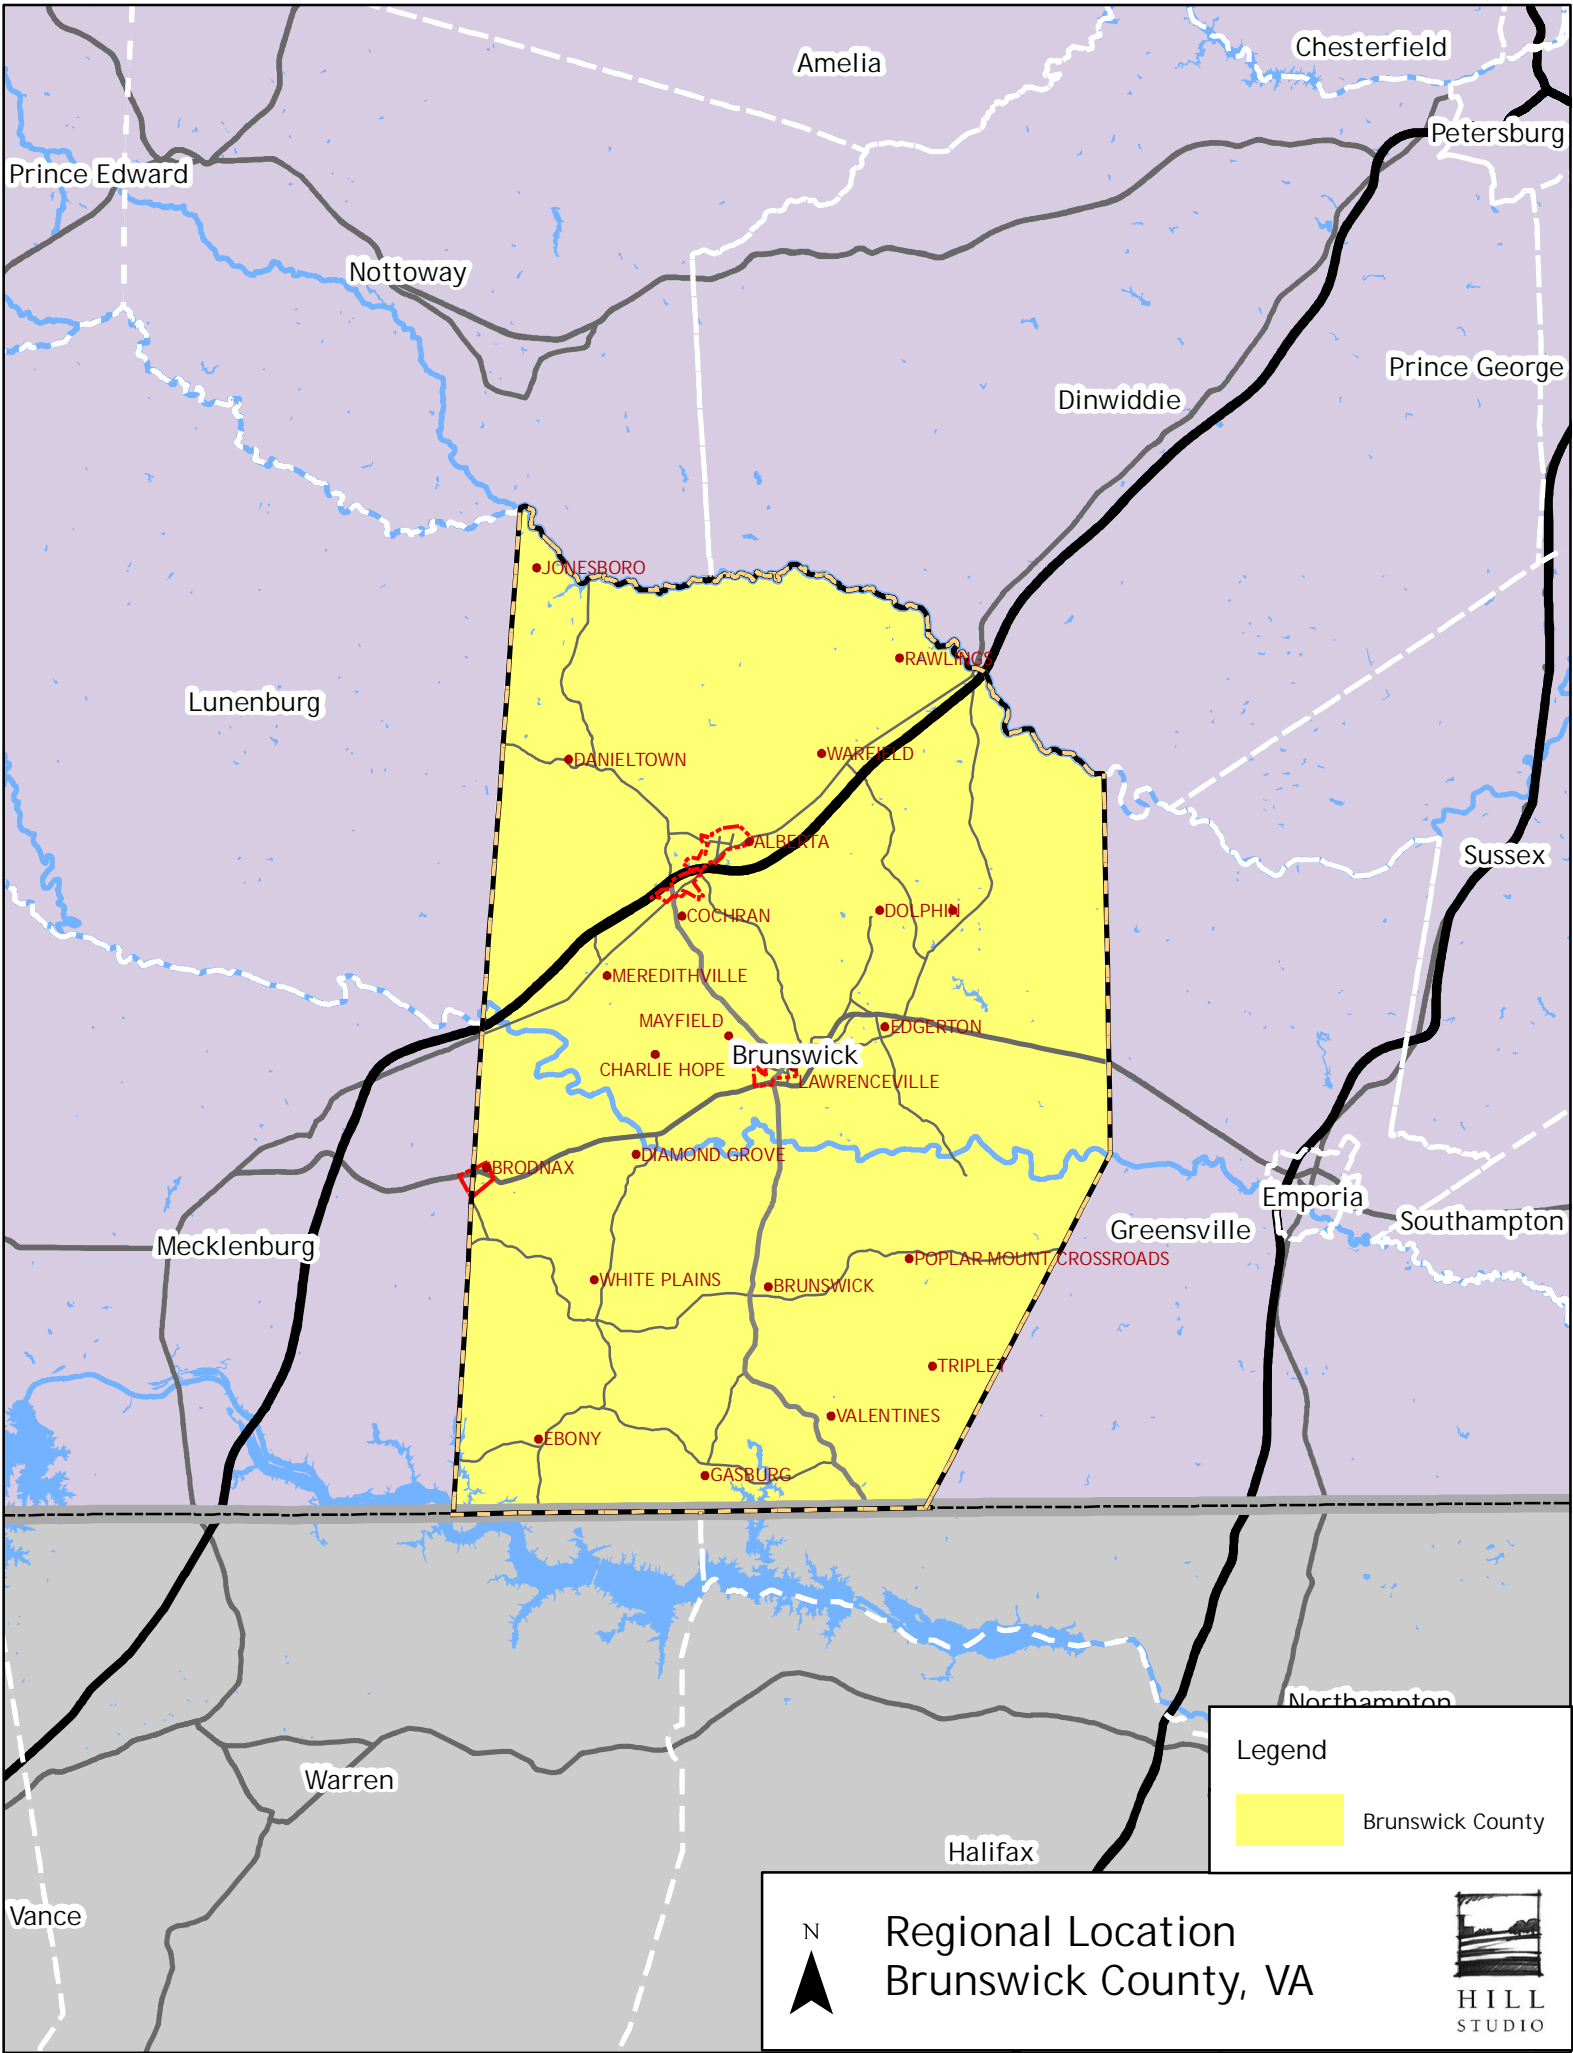 Amelia
Chesterfield
Petersburg
Prince Edward
Nottoway
Prince George
Dinwiddie
JONESBORO
RAWLINGS
Lunenburg
DANIELTOWN
WARFIELD
ALBERTA
Sussex
COCHRAN
DOLPHIN
MEREDITHVILLE
MAYFIELD
EDGERTON
Brunswick
CHARLIE HOPE
LAWRENCEVILLE
DIAMOND GROVE
BRODNAX
Emporia
Greensville
Southampton
Mecklenburg
POPLAR MOUNT CROSSROADS
WHITE PLAINS
BRUNSWICK
TRIPLET
VALENTINES
EBONY
GASBURG
Northampton
Legend
Warren
Brunswick County
Halifax
Vance
N
Regional Location
Brunswick County, VA
HILL
STUDIO